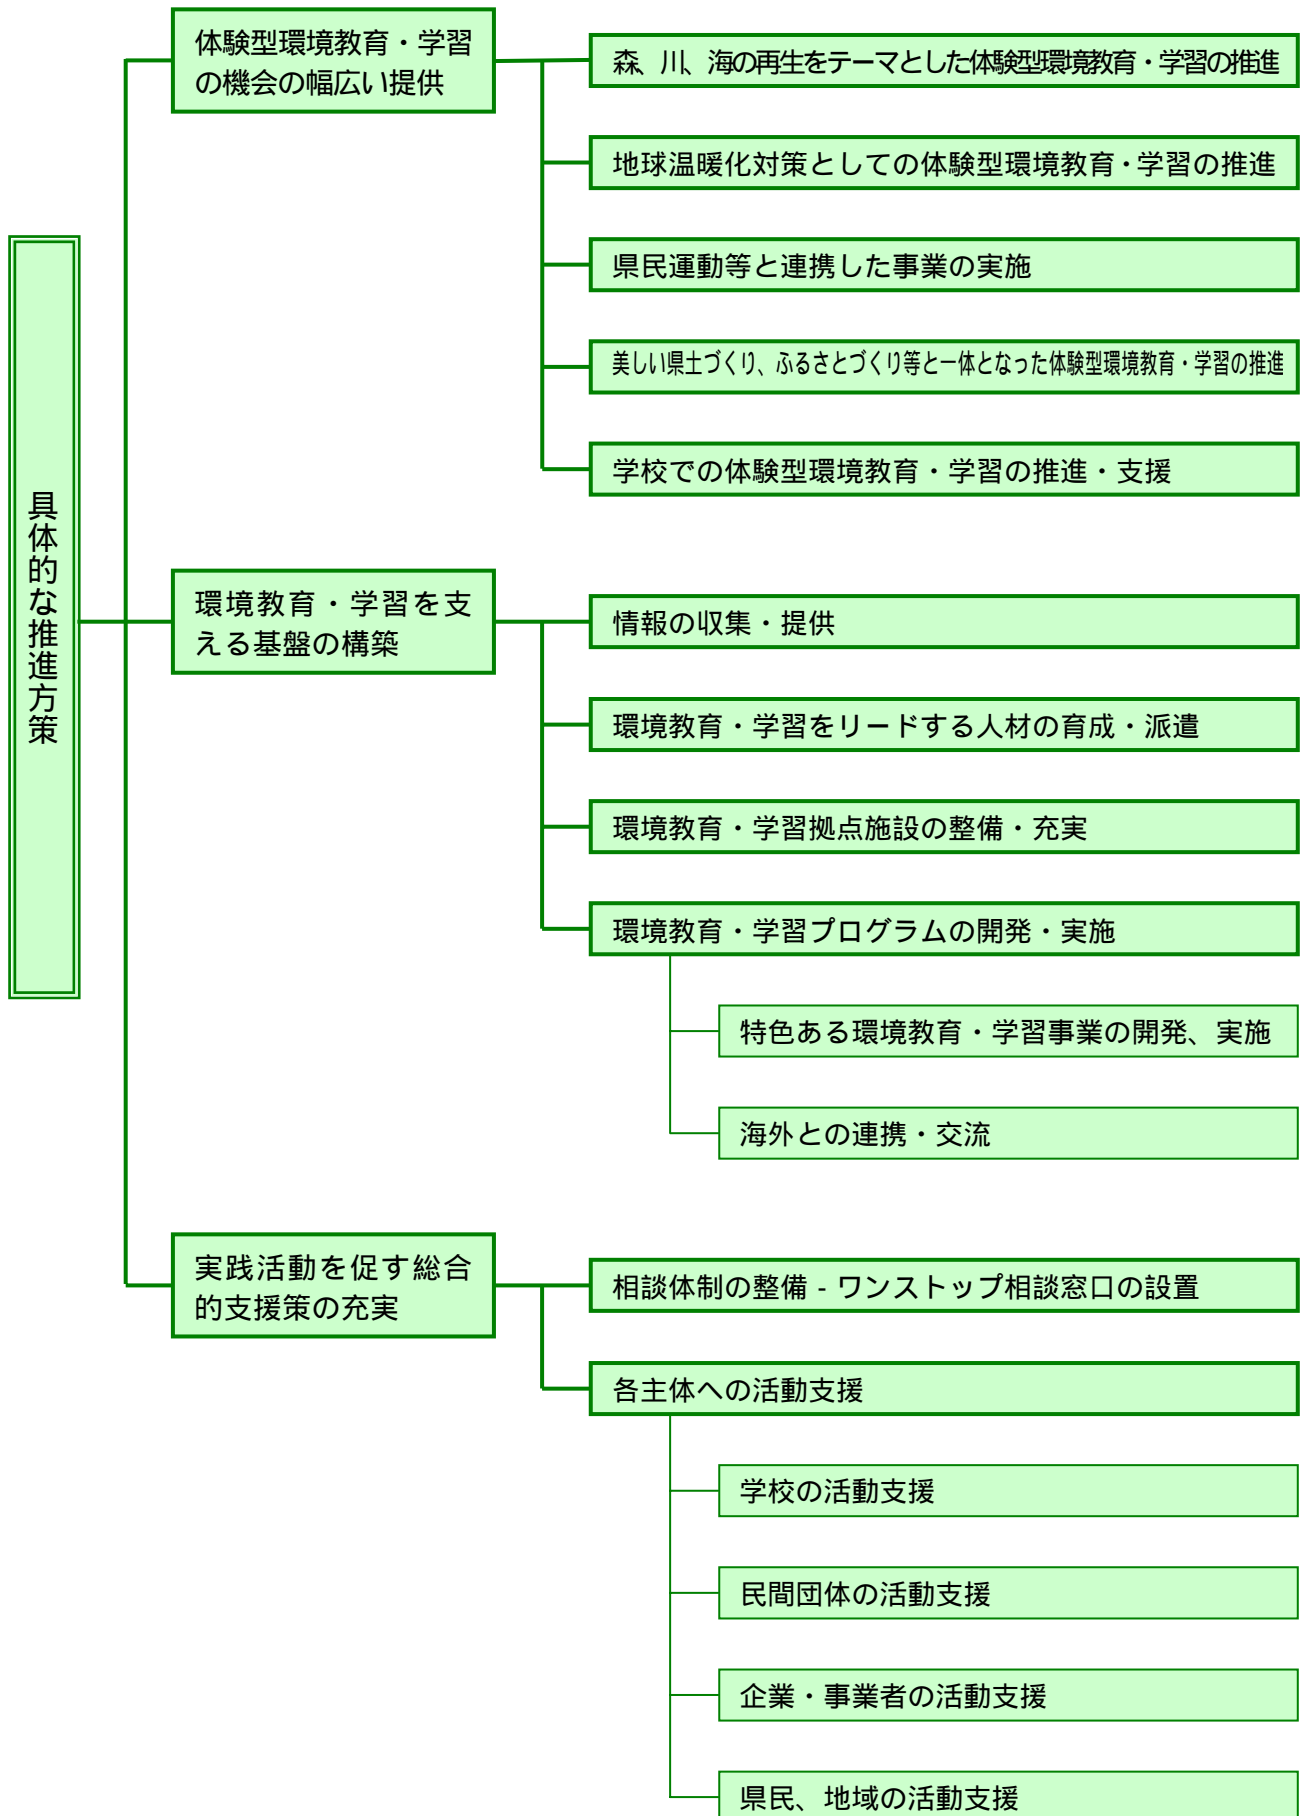 具体的な推進方策
体験型環境教育・学習
の機会の幅広い提供
森、川、海の再生をテーマとした体験型環境教育・学習の推進
地球温暖化対策としての体験型環境教育・学習の推進
県民運動等と連携した事業の実施
美しい県土づくり、ふるさとづくり等と一体となった体験型環境教育・学習の推進
学校での体験型環境教育・学習の推進・支援
環境教育・学習を支
える基盤の構築
情報の収集・提供
環境教育・学習をリードする人材の育成・派遣
環境教育・学習拠点施設の整備・充実
環境教育・学習プログラムの開発・実施
特色ある環境教育・学習事業の開発、実施
海外との連携・交流
実践活動を促す総合
的支援策の充実
相談体制の整備 - ワンストップ相談窓口の設置
各主体への活動支援
学校の活動支援
民間団体の活動支援
企業・事業者の活動支援
県民、地域の活動支援